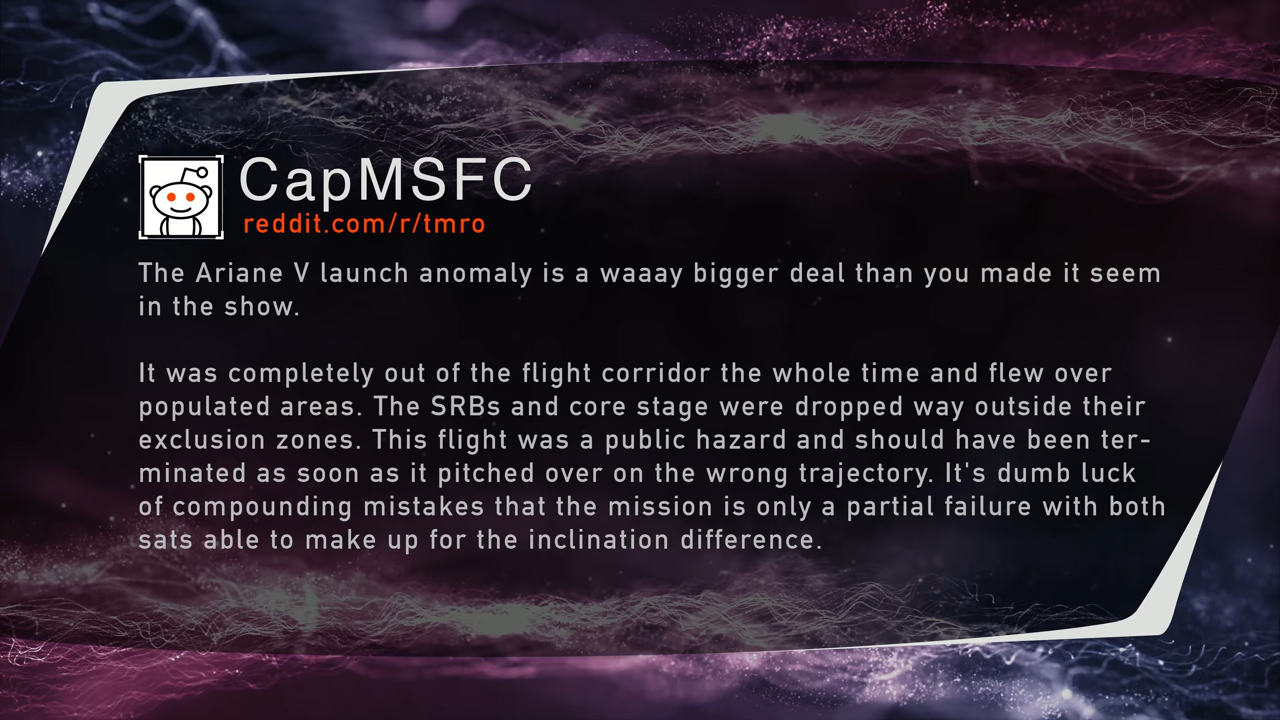 CapMSFC
reddit.com/r/tmro
The Ariane V launch anomaly is a waaay bigger deal than you made it seem
in the show.
It was completely out of the flight corridor the whole time and flew over
populated areas. The SRBs and core stage were dropped way outside their
exclusion zones. This flight was a public hazard and should have been ter-
minated as soon as it pitched over on the wrong trajectory. It's dumb luck
of compounding mistakes that the mission is only a partial failure with both
sats able to make up for the inclination difference.